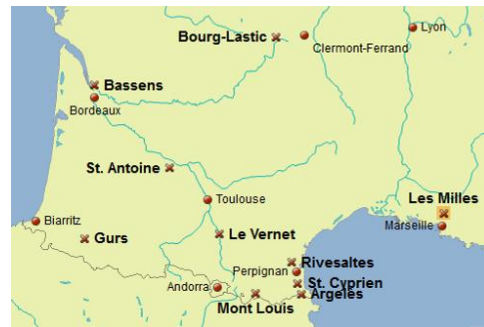 Bourg-Lastic
Lyon
Clermont-Ferrand
Bassens
Bordeaux
St. Antoine
Toulouse
Les Milles
Biarritz
Marseille
Gurs
Le Vernet
Rivesaltes
Perpignan
St. Cyprien
Andorra
Argelès
Mont Louis